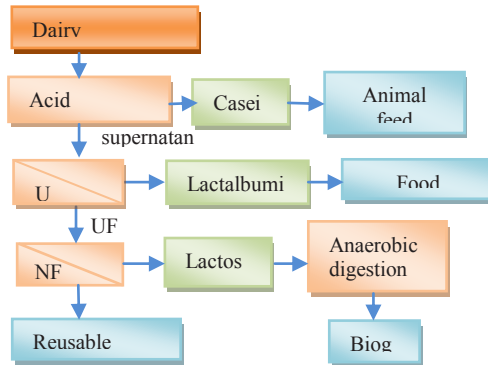 Dairy
Acid
Casei
Animal
feed
supernatan
U
Lactalbumi
Food
UF
NF
Lactos
Anaerobic
digestion
Reusable
Biog